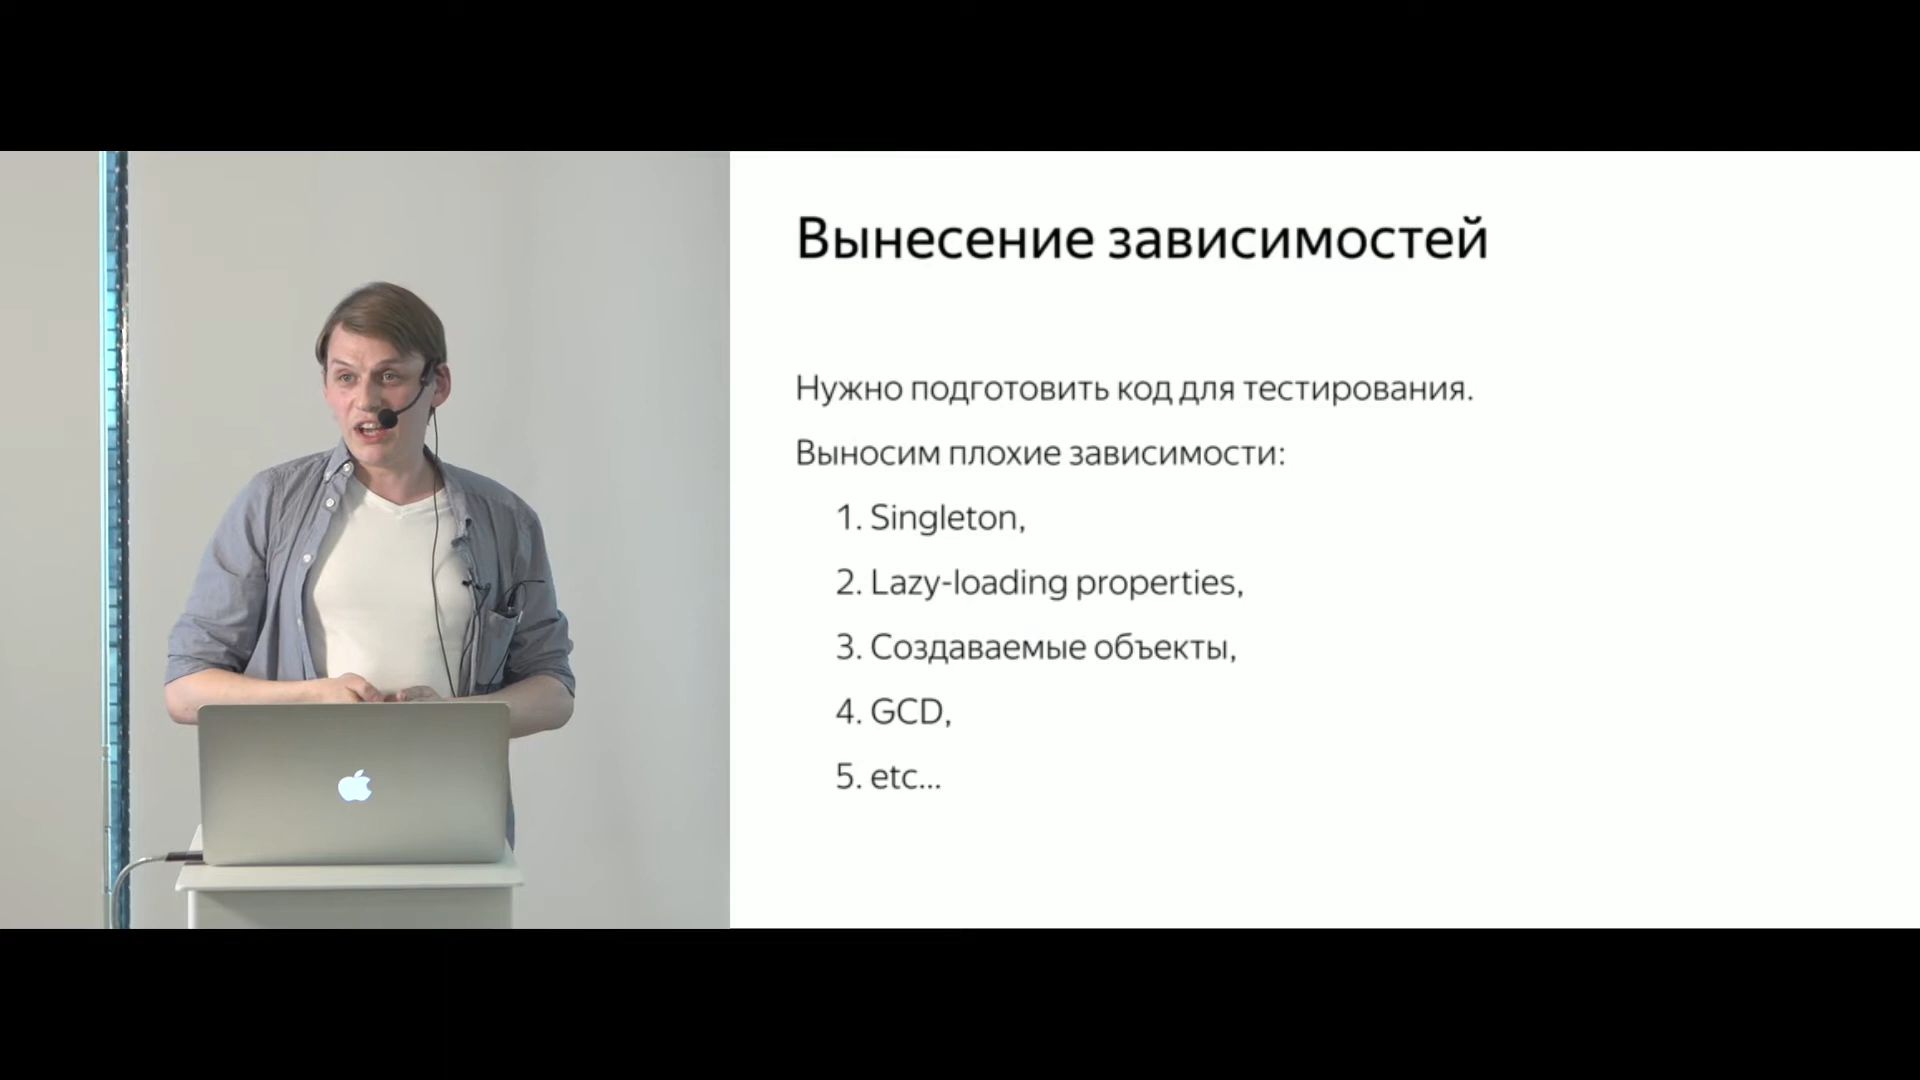 Вынесение зависимостей
Нужно подготовить код для тестирования.
Выносим плохие зависимости:
1. Singleton,
2. Lazy-loading properties,
3. Создаваемые объекты,
4. GCD,
5. etc...